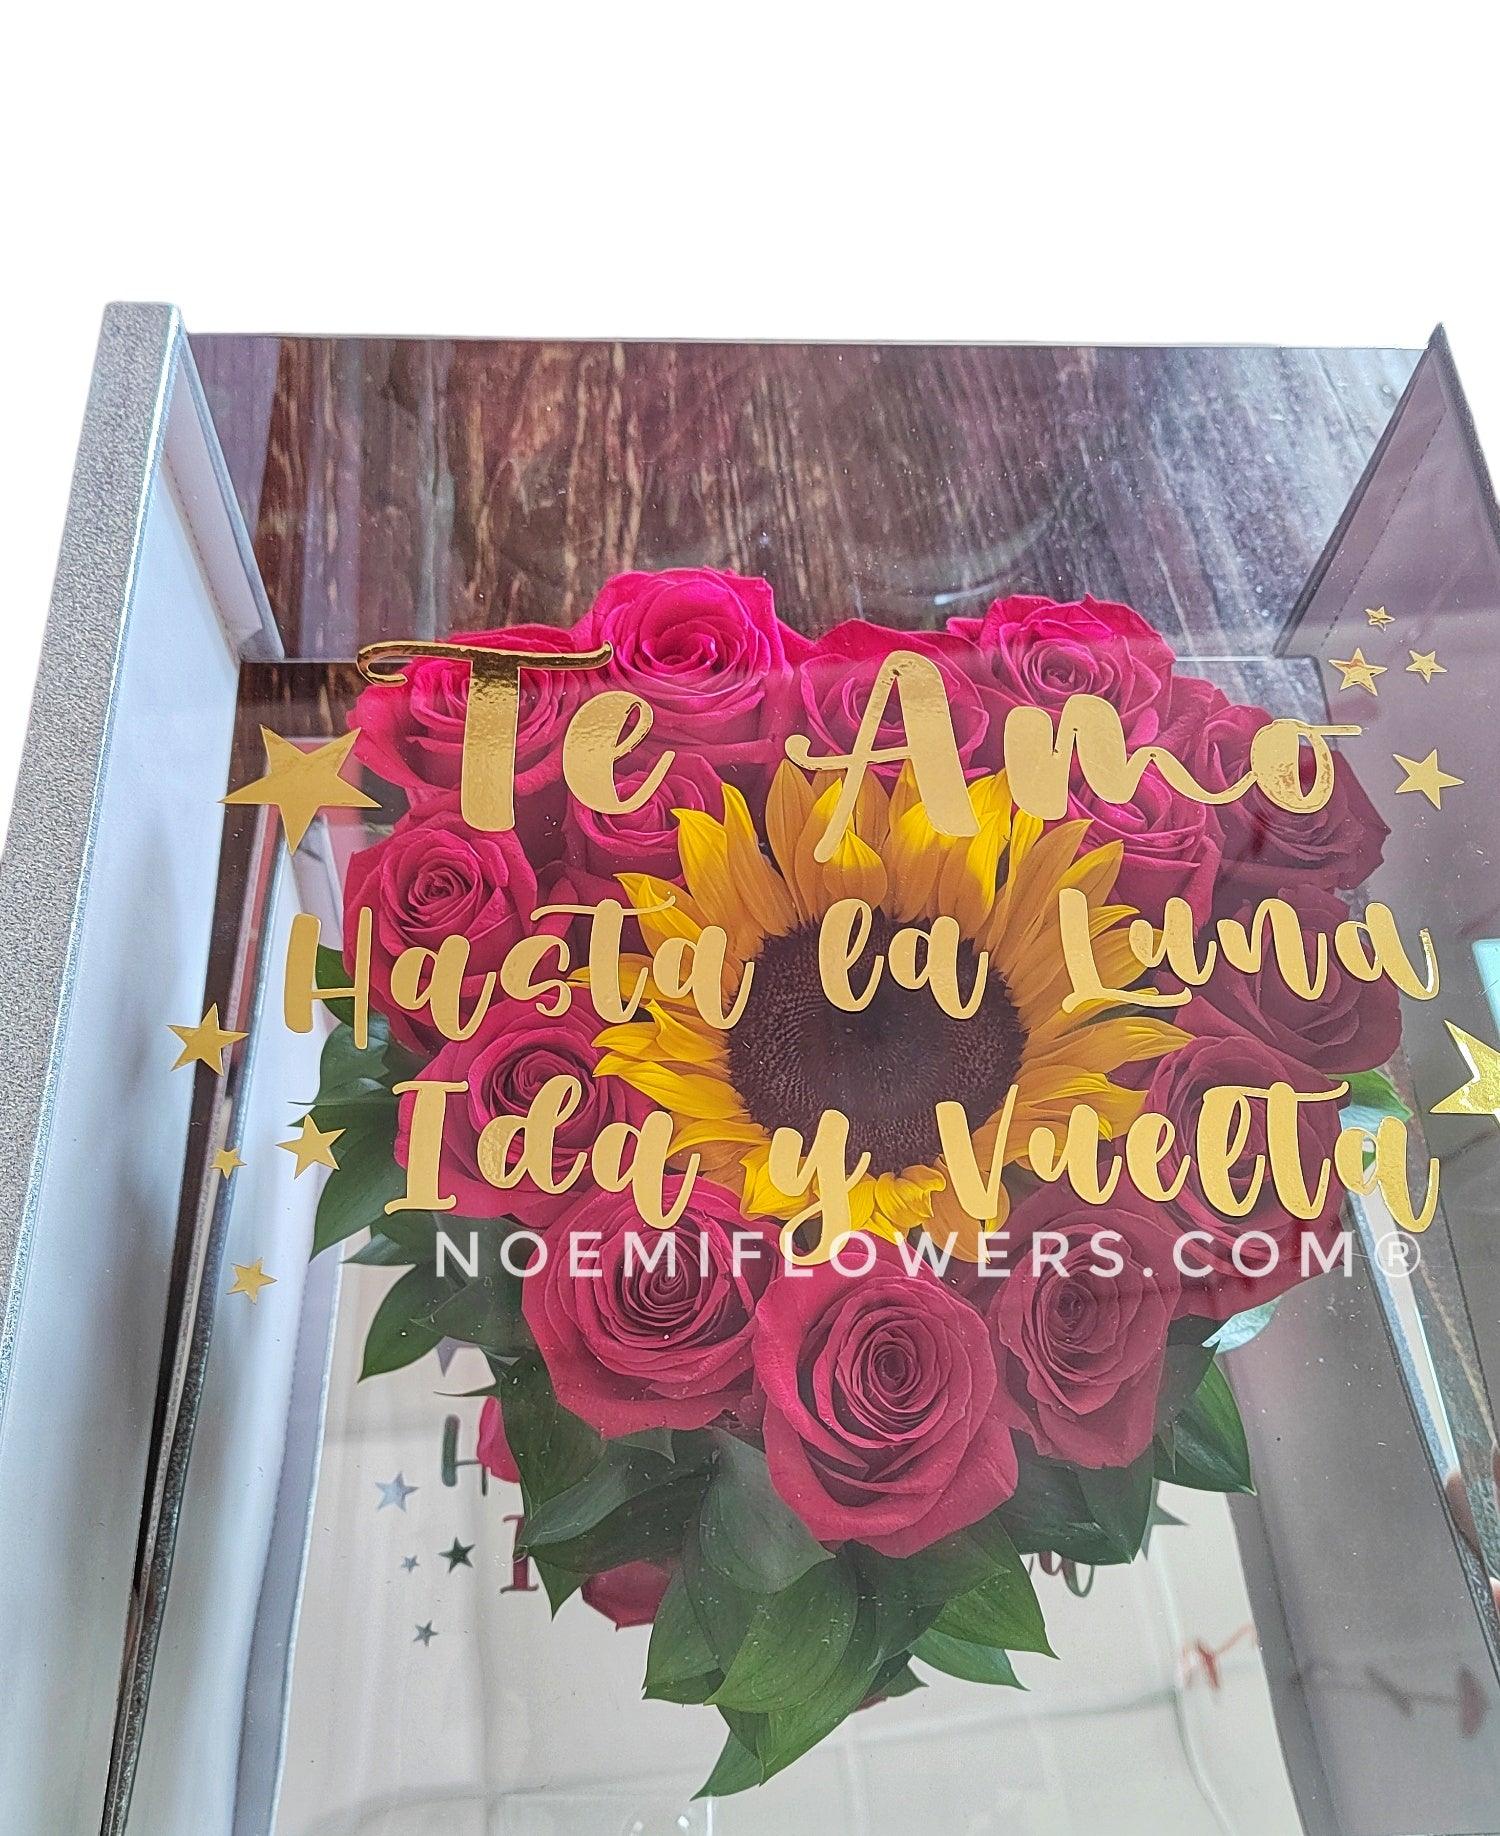 Te Amo
Hasta la Luna
Ida y Vuelta
NOEMIFLOWERS.COM®